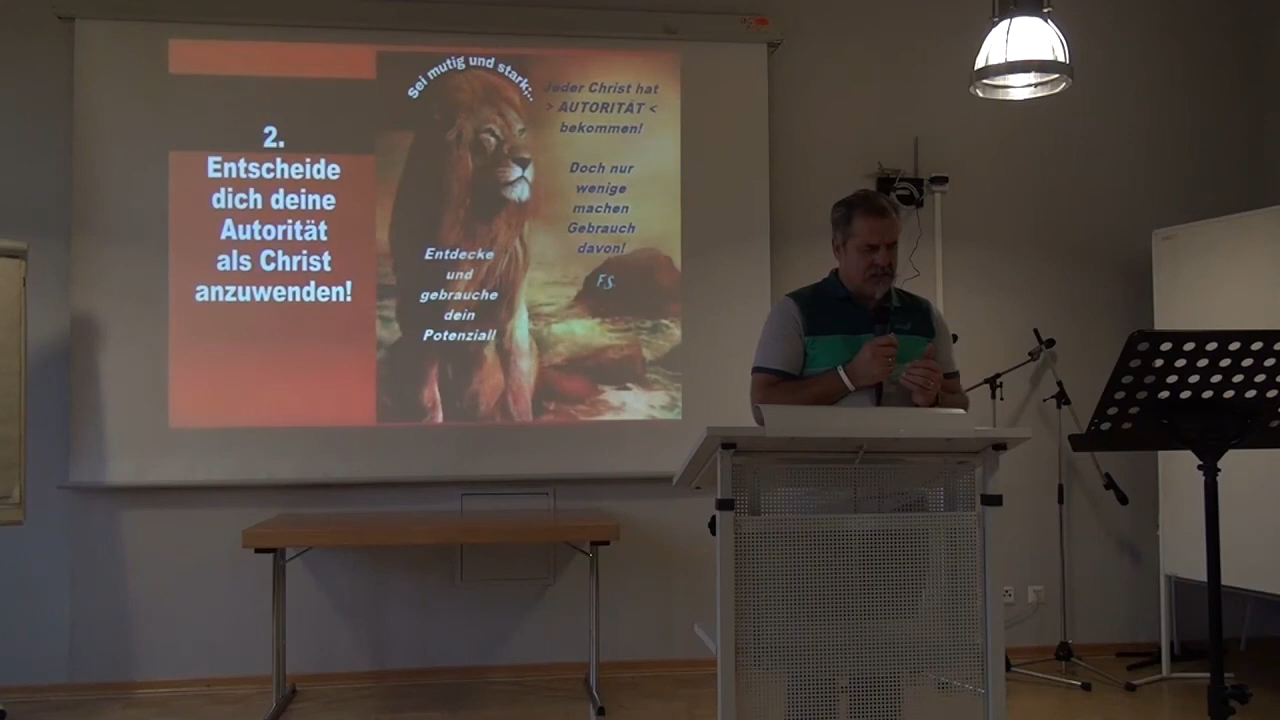 2.
Entscheide
dich deine
Autorität
als Christ
anzuwenden!
Sei mutig und stark;..
Jeder Christ hat
> AUTORITÄT <
bekommen!
Doch nur
wenige
machen
Gebrauch
davon!
F.S.
Entdecke
und
gebrauche
dein
Potenzial!